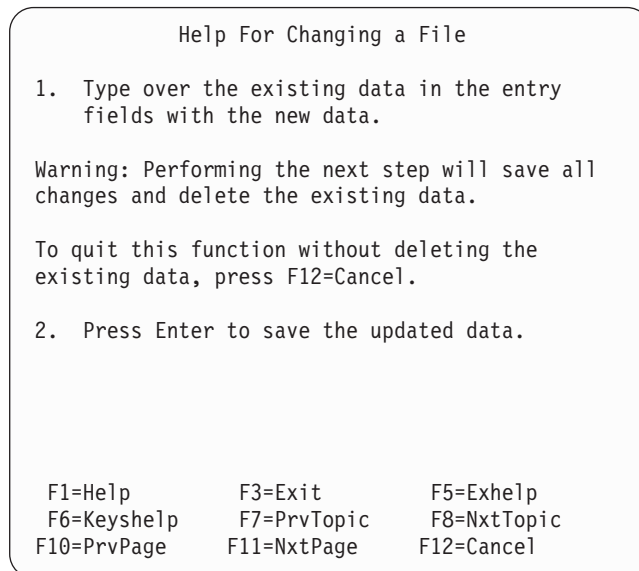 Help For Changing a File
1. Type over the existing data in the entry
fields with the new data.
Warning: Performing the next step will save all
changes and delete the existing data.
To quit this function without deleting the
existing data, press F12=Cancel.
2. Press Enter to save the updated data.
F1=Help F3=Exit F5=Exhelp
F6=Keyshelp F7=PrvTopic F8=NxtTopic
F10=PrvPage F11=NxtPage F12=Cancel